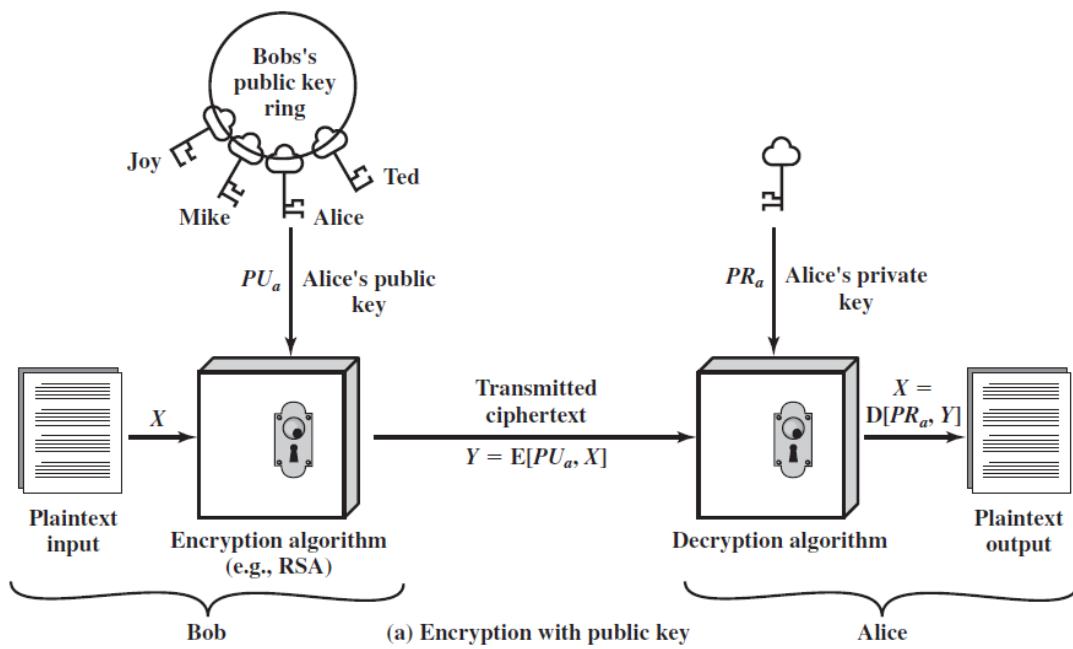 Bobs's
public key
ring
Joy
Ted
Mike
Alice
PUa
Alice's public
key
PRa
Alice's private
key
X
Transmitted
ciphertext
Y = E[PUa, X]
X =
D[PRa, Y]
Plaintext
input
Encryption algorithm
(e.g., RSA)
Decryption algorithm
Plaintext
output
Bob
(a) Encryption with public key
Alice